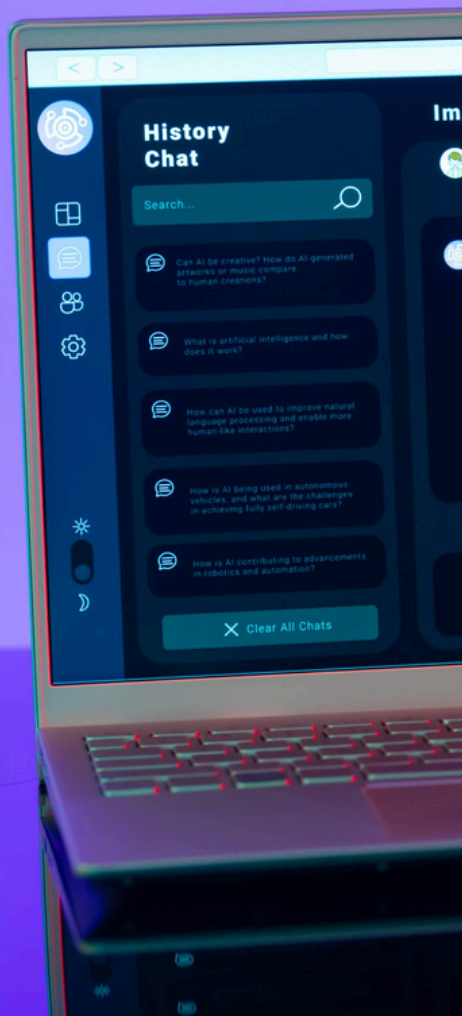 History
Chat
Search...
Can AI be creative? How do AI-generated
artworks or music compare
to human creations?
What is artificial intelligence and how
does it work?
How can AI be used to improve natural
language processing and enable more
human-like interactions?
How is AI being used in autonomous
vehicles, and what are the challenges
in achieving fully self-driving cars?
How is AI contributing to advancements
in robotics and automation?
Clear All Chats
Im